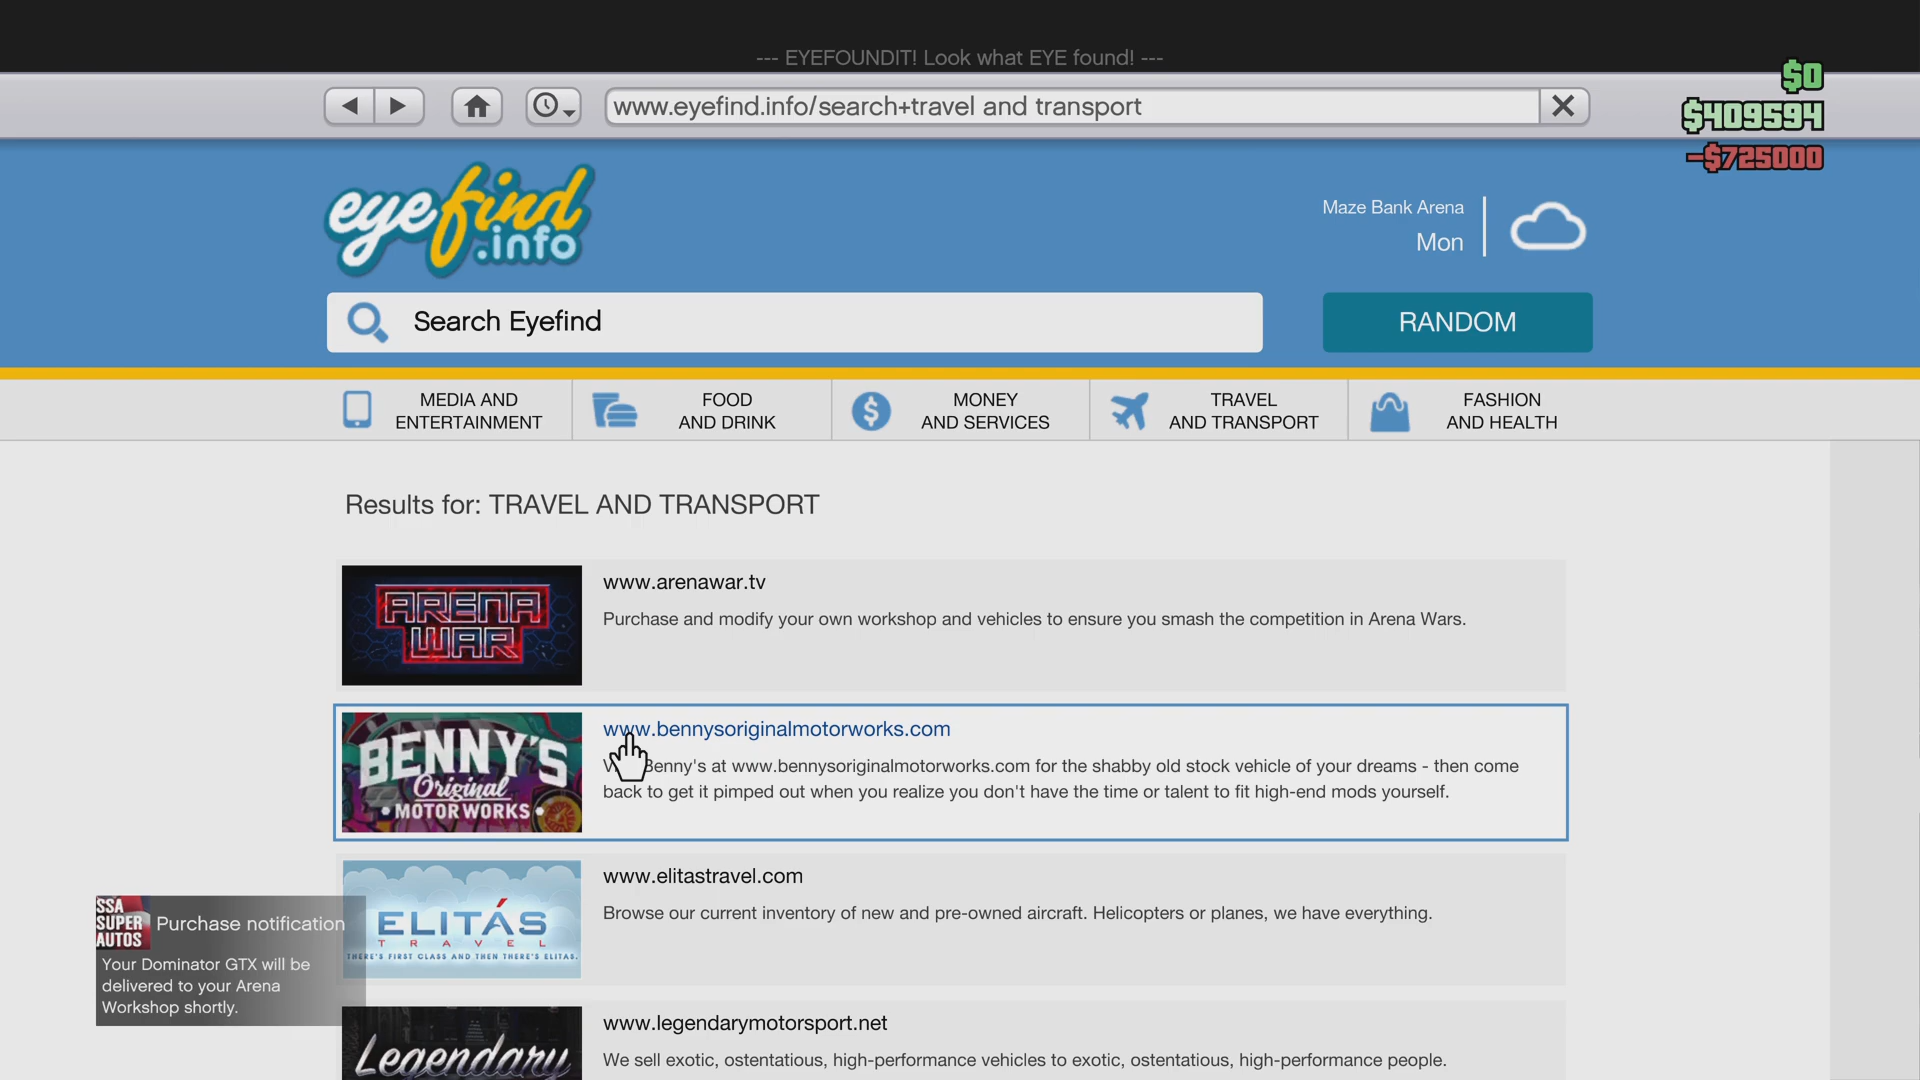 --- EYEFOUNDIT! Look what EYE found! ---
$0
www.eyefind.info/search+travel and transport
$409594
-$725000
eyefind
.info
Maze Bank Arena
Mon
Search Eyefind
RANDOM
MEDIA AND
ENTERTAINMENT
FOOD
AND DRINK
MONEY
AND SERVICES
TRAVEL
AND TRANSPORT
FASHION
AND HEALTH
Results for: TRAVEL AND TRANSPORT
ARENA
WAR
www.arenawar.tv
Purchase and modify your own workshop and vehicles to ensure you smash the competition in Arena Wars.
BENNY'S
Original
MOTOR WORKS
www.bennysoriginalmotorworks.com
Benny's at www.bennysoriginalmotorworks.com for the shabby old stock vehicle of your dreams - then come
back to get it pimped out when you realize you don't have the time or talent to fit high-end mods yourself.
ELITÁS
TRAVEL
THERE'S FIRST CLASS AND THEN THERE'S ELITAS.
www.elitastravel.com
Browse our current inventory of new and pre-owned aircraft. Helicopters or planes, we have everything.
SSA
SUPER
AUTOS
Purchase notification
Your Dominator GTX will be
delivered to your Arena
Workshop shortly.
Legendary
www.legendarymotorsport.net
We sell exotic, ostentatious, high-performance vehicles to exotic, ostentatious, high-performance people.